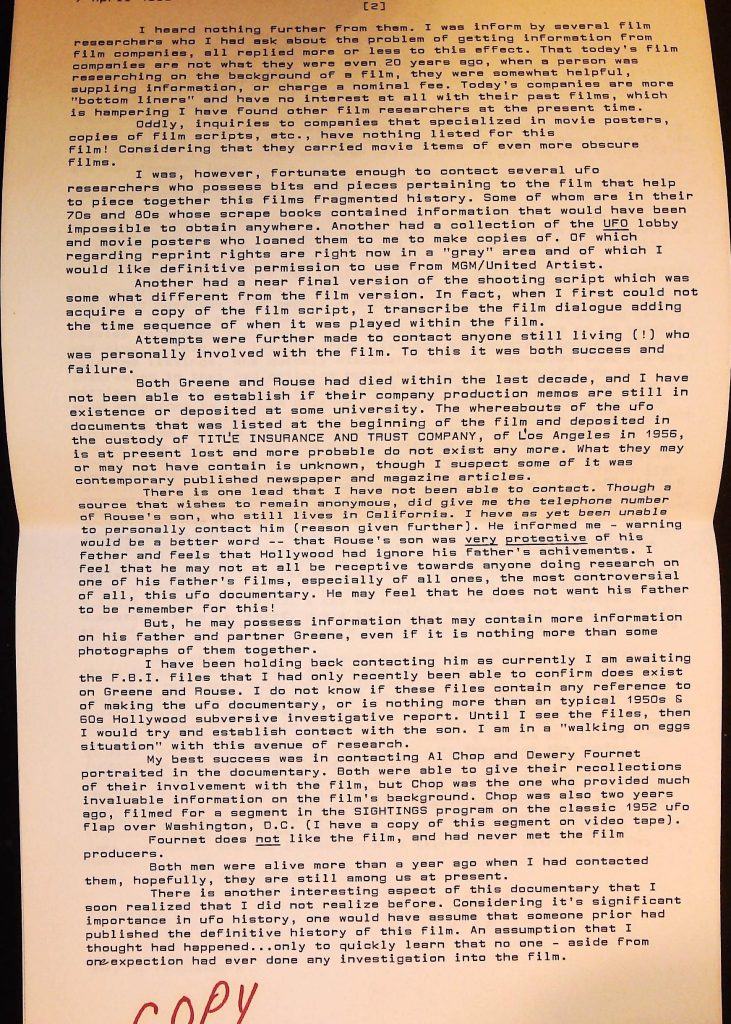 [2]
I heard nothing further from them. I was inform by several film
researchers who I had ask about the problem of getting information from
film companies, all replied more or less to this effect. That today's film
companies are not what they were even 20 years ago, when a person was
researching on the background of a film, they were somewhat helpful,
suppling information, or charge a nominal fee. Today's companies are more
"bottom liners" and have no interest at all with their past films, which
is hampering I have found other film researchers at the present time.
Oddly, inquiries to companies that specialized in movie posters,
copies of film scripts, etc., have nothing listed for this
film! Considering that they carried movie items of even more obscure
films.
I was, however, fortunate enough to contact several ufo
researchers who possess bits and pieces pertaining to the film that help
to piece together this films fragmented history. Some of whom are in their
70s and 80s whose scrape books contained information that would have been
impossible to obtain anywhere. Another had a collection of the UFO lobby
and movie posters who loaned them to me to make copies of. Of which
regarding reprint rights are right now in a "gray" area and of which I
would like definitive permission to use from MGM/United Artist.
Another had a near final version of the shooting script which was
some what different from the film version. In fact, when I first could not
acquire a copy of the film script, I transcribe the film dialogue adding
the time sequence of when it was played within the film.
Attempts were further made to contact anyone still living (!) who
was personally involved with the film. To this it was both success and
failure.
Both Greene and Rouse had died within the last decade, and I have
not been able to establish if their company production memos are still in
existence or deposited at some university. The whereabouts of the ufo
documents that was listed at the beginning of the film and deposited in
the custody of TITLE INSURANCE AND TRUST COMPANY, of Los Angeles in 1956,
is at present lost and more probable do not exist any more. What they may
or may not have contain is unknown, though I suspect some of it was
contemporary published newspaper and magazine articles.
There is one lead that I have not been able to contact. Though a
source that wishes to remain anonymous, did give me the telephone number
of Rouse's son, who still lives in California. I have as yet been unable
to personally contact him (reason given further). He informed me - warning
would be a better word -- that Rouse's son was very protective of his
father and feels that Hollywood had ignore his father's achivements. I
feel that he may not at all be receptive towards anyone doing research on
one of his father's films, especially of all ones, the most controversial
of all, this ufo documentary. He may feel that he does not want his father
to be remember for this!
But, he may possess information that may contain more information
on his father and partner Greene, even if it is nothing more than some
photographs of them together.
I have been holding back contacting him as currently I am awaiting
the F.B.I. files that I had only recently been able to confirm does exist
on Greene and Rouse. I do not know if these files contain any reference to
of making the ufo documentary, or is nothing more than an typical 1950s &
60s Hollywood subversive investigative report. Until I see the files, then
I would try and establish contact with the son. I am in a "walking on eggs
situation" with this avenue of research.
My best success was in contacting Al Chop and Dewery Fournet
portraited in the documentary. Both were able to give their recollections
of their involvement with the film, but Chop was the one who provided much
invaluable information on the film's background. Chop was also two years
ago, filmed for a segment in the SIGHTINGS program on the classic 1952 ufo
flap over Washington, D.C. (I have a copy of this segment on video tape).
Fournet does not like the film, and had never met the film
producers.
Both men were alive more than a year ago when I had contacted
them, hopefully, they are still among us at present.
There is another interesting aspect of this documentary that I
soon realized that I did not realize before. Considering it's significant
importance in ufo history, one would have assume that someone prior had
published the definitive history of this film. An assumption that I
thought had happened...only to quickly learn that no one - aside from
one expection had ever done any investigation into the film.
COPY